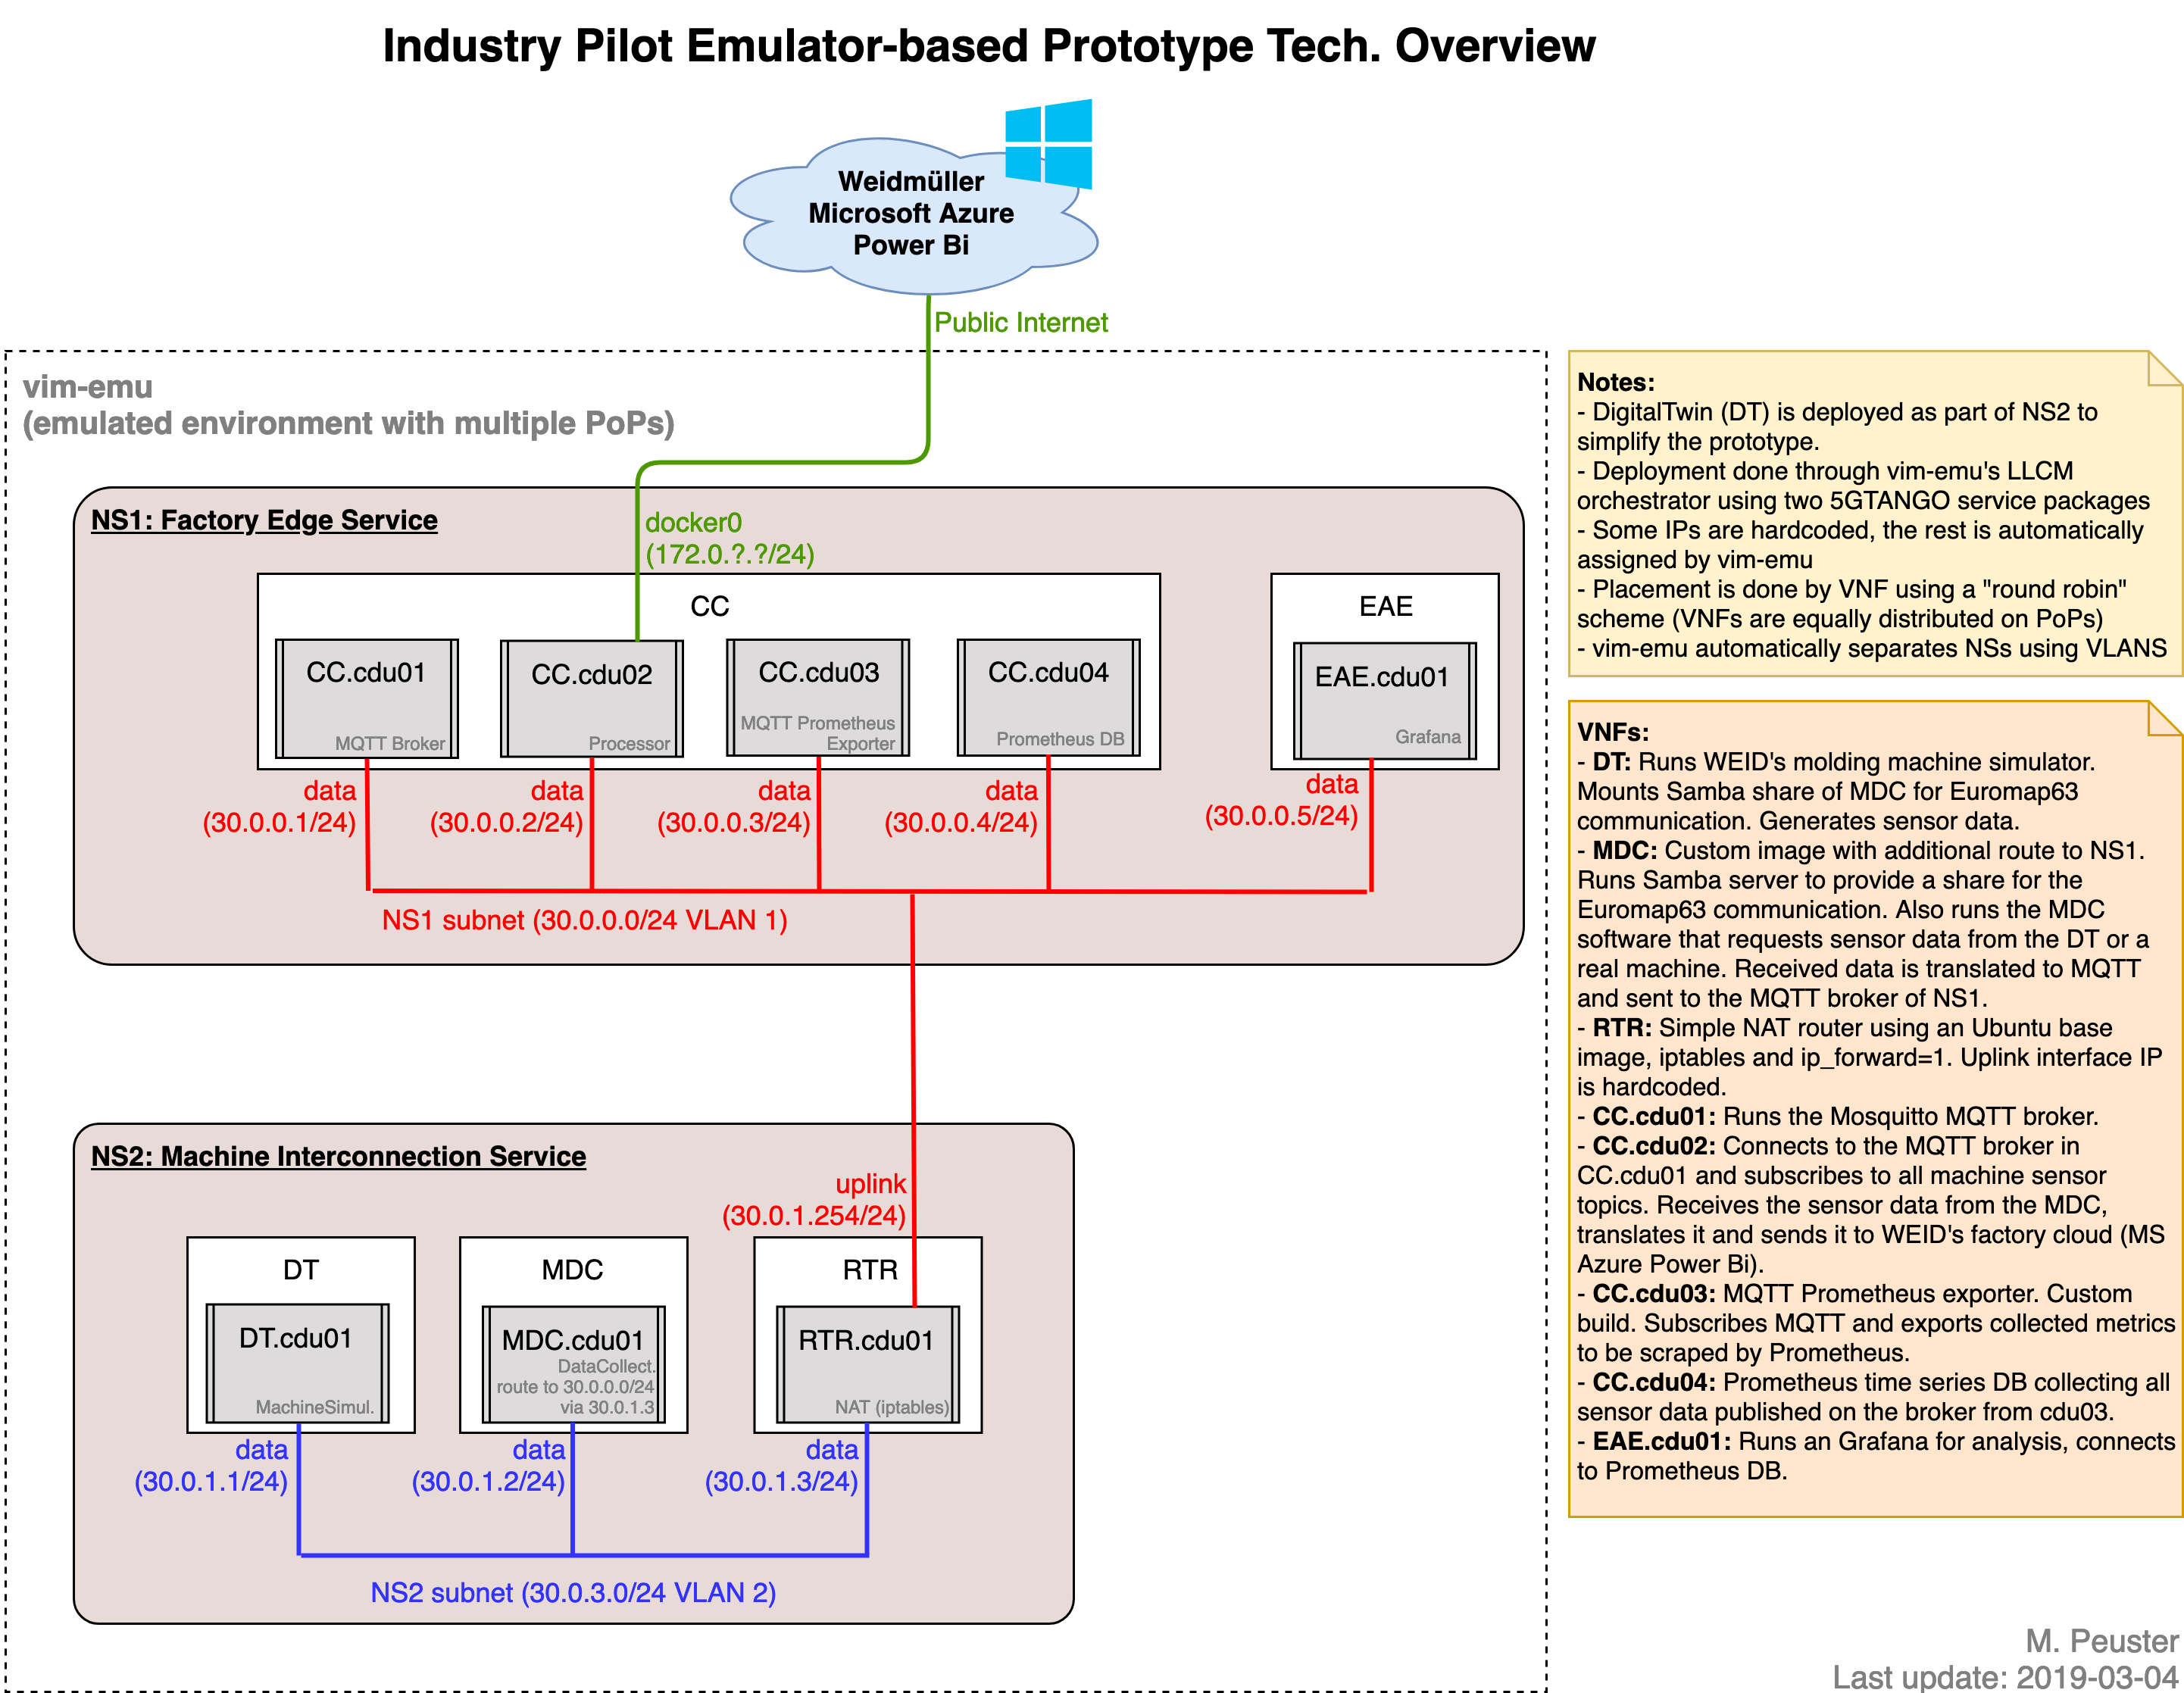 Industry Pilot Emulator-based Prototype Tech. Overview
Weidmüller
Microsoft Azure
Power Bi
Public Internet
vim-emu
(emulated environment with multiple PoPs)
NS1: Factory Edge Service
docker0
(172.0.?.?/24)
CC
EAE
CC.cdu01
MQTT Broker
CC.cdu02
Processor
CC.cdu03
MQTT Prometheus
Exporter
CC.cdu04
Prometheus DB
EAE.cdu01
Grafana
data
(30.0.0.1/24)
data
(30.0.0.2/24)
data
(30.0.0.3/24)
data
(30.0.0.4/24)
data
(30.0.0.5/24)
NS1 subnet (30.0.0.0/24 VLAN 1)
NS2: Machine Interconnection Service
uplink
(30.0.1.254/24)
DT
MDC
RTR
DT.cdu01
MachineSimul.
MDC.cdu01
DataCollect.
route to 30.0.0.0/24
via 30.0.1.3
RTR.cdu01
NAT (iptables)
data
(30.0.1.1/24)
data
(30.0.1.2/24)
data
(30.0.1.3/24)
NS2 subnet (30.0.3.0/24 VLAN 2)
Notes:
- DigitalTwin (DT) is deployed as part of NS2 to
simplify the prototype.
- Deployment done through vim-emu's LLCM
orchestrator using two 5GTANGO service packages
- Some IPs are hardcoded, the rest is automatically
assigned by vim-emu
- Placement is done by VNF using a "round robin"
scheme (VNFs are equally distributed on PoPs)
- vim-emu automatically separates NSs using VLANS
VNFs:
- DT: Runs WEID's molding machine simulator.
Mounts Samba share of MDC for Euromap63
communication. Generates sensor data.
- MDC: Custom image with additional route to NS1.
Runs Samba server to provide a share for the
Euromap63 communication. Also runs the MDC
software that requests sensor data from the DT or a
real machine. Received data is translated to MQTT
and sent to the MQTT broker of NS1.
- RTR: Simple NAT router using an Ubuntu base
image, iptables and ip_forward=1. Uplink interface IP
is hardcoded.
- CC.cdu01: Runs the Mosquitto MQTT broker.
- CC.cdu02: Connects to the MQTT broker in
CC.cdu01 and subscribes to all machine sensor
topics. Receives the sensor data from the MDC,
translates it and sends it to WEID's factory cloud (MS
Azure Power Bi).
- CC.cdu03: MQTT Prometheus exporter. Custom
build. Subscribes MQTT and exports collected metrics
to be scraped by Prometheus.
- CC.cdu04: Prometheus time series DB collecting all
sensor data published on the broker from cdu03.
- EAE.cdu01: Runs an Grafana for analysis, connects
to Prometheus DB.
M. Peuster
Last update: 2019-03-04